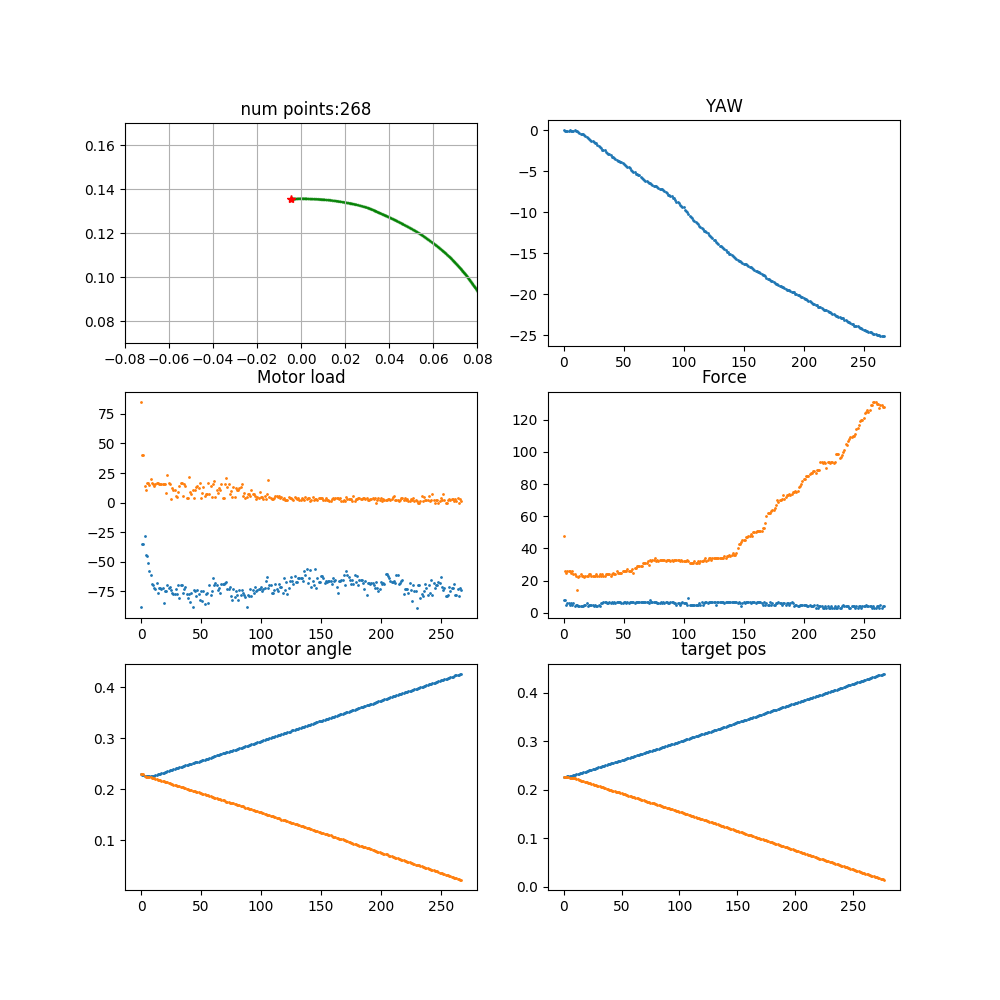 num points:268
YAW
0.16
0.14
0.12
0.10
0.08
−0.08 −0.06 −0.04 −0.02 0.00 0.02 0.04 0.06 0.08
0
−5
−10
−15
−20
−25
0 50 100 150 200 250
Motor load
Force
75
50
25
0
−25
−50
−75
0 50 100 150 200 250
120
100
80
60
40
20
0
0 50 100 150 200 250
motor angle
target pos
0.4
0.3
0.2
0.1
0 50 100 150 200 250
0.4
0.3
0.2
0.1
0.0
0 50 100 150 200 250